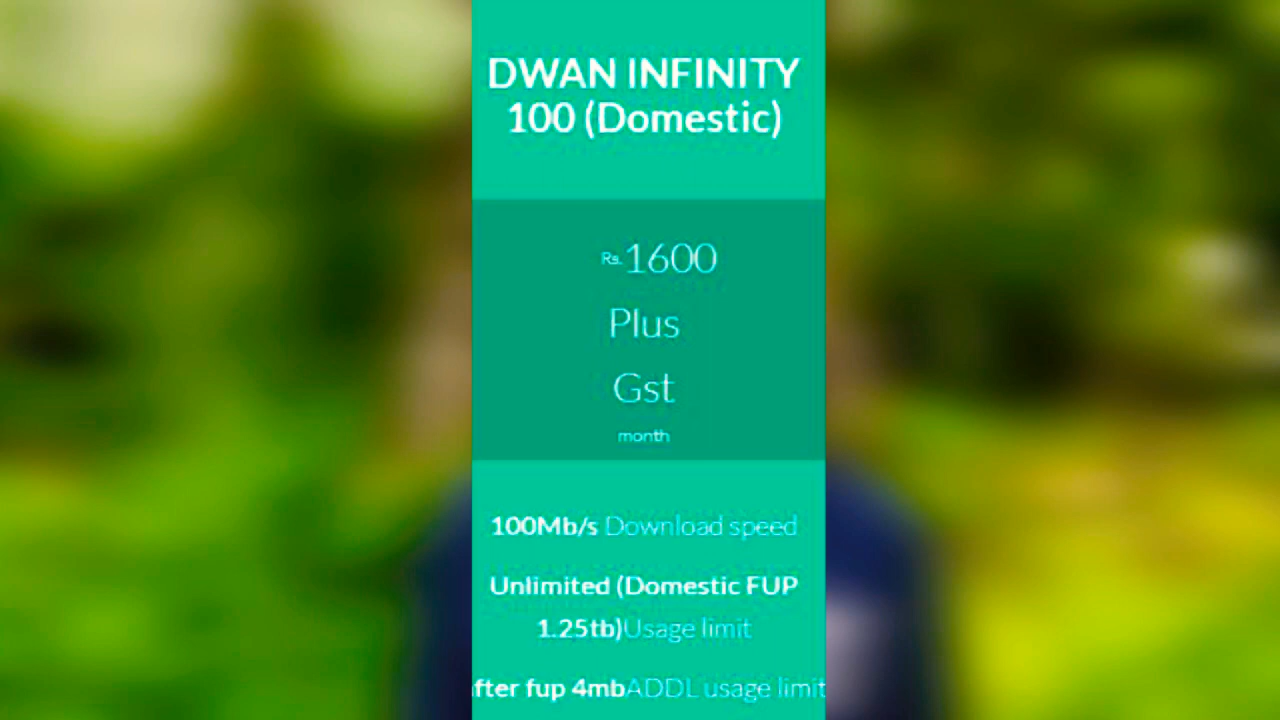 DWAN INFINITY
100 (Domestic)
Rs.1600
Plus
Gst
month
100Mb/s Download speed
Unlimited (Domestic FUP
1.25tb)Usage limit
fter fup 4mbADDL usage limit